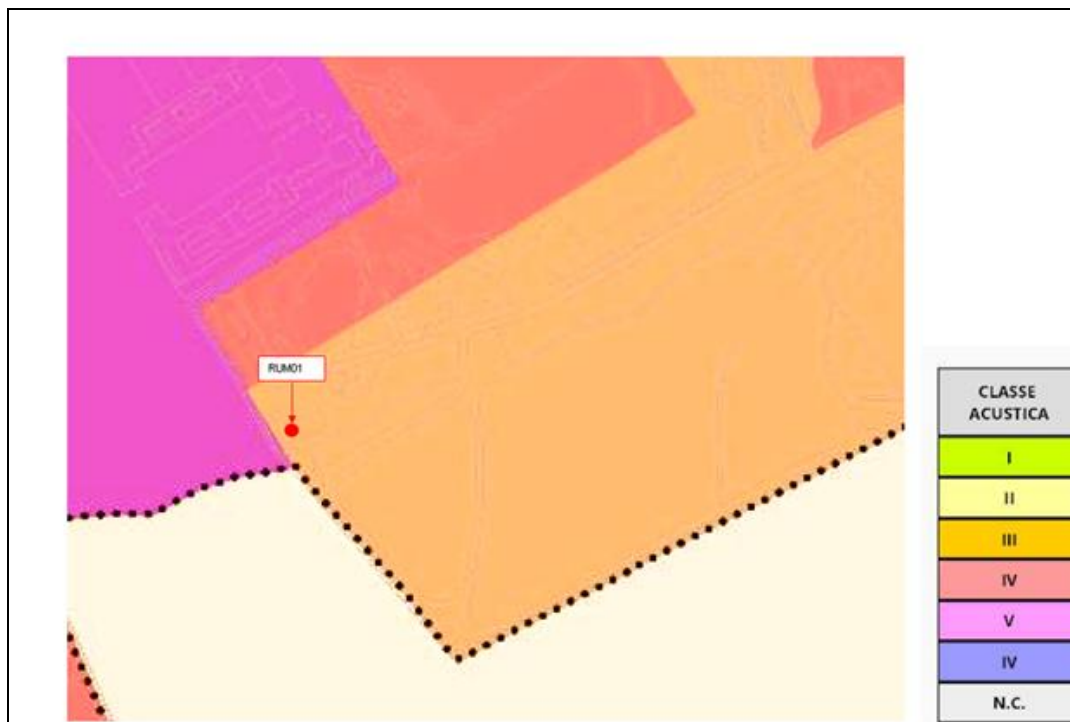 RUM01
CLASSE
ACUSTICA
I
II
III
IV
V
IV
N.C.